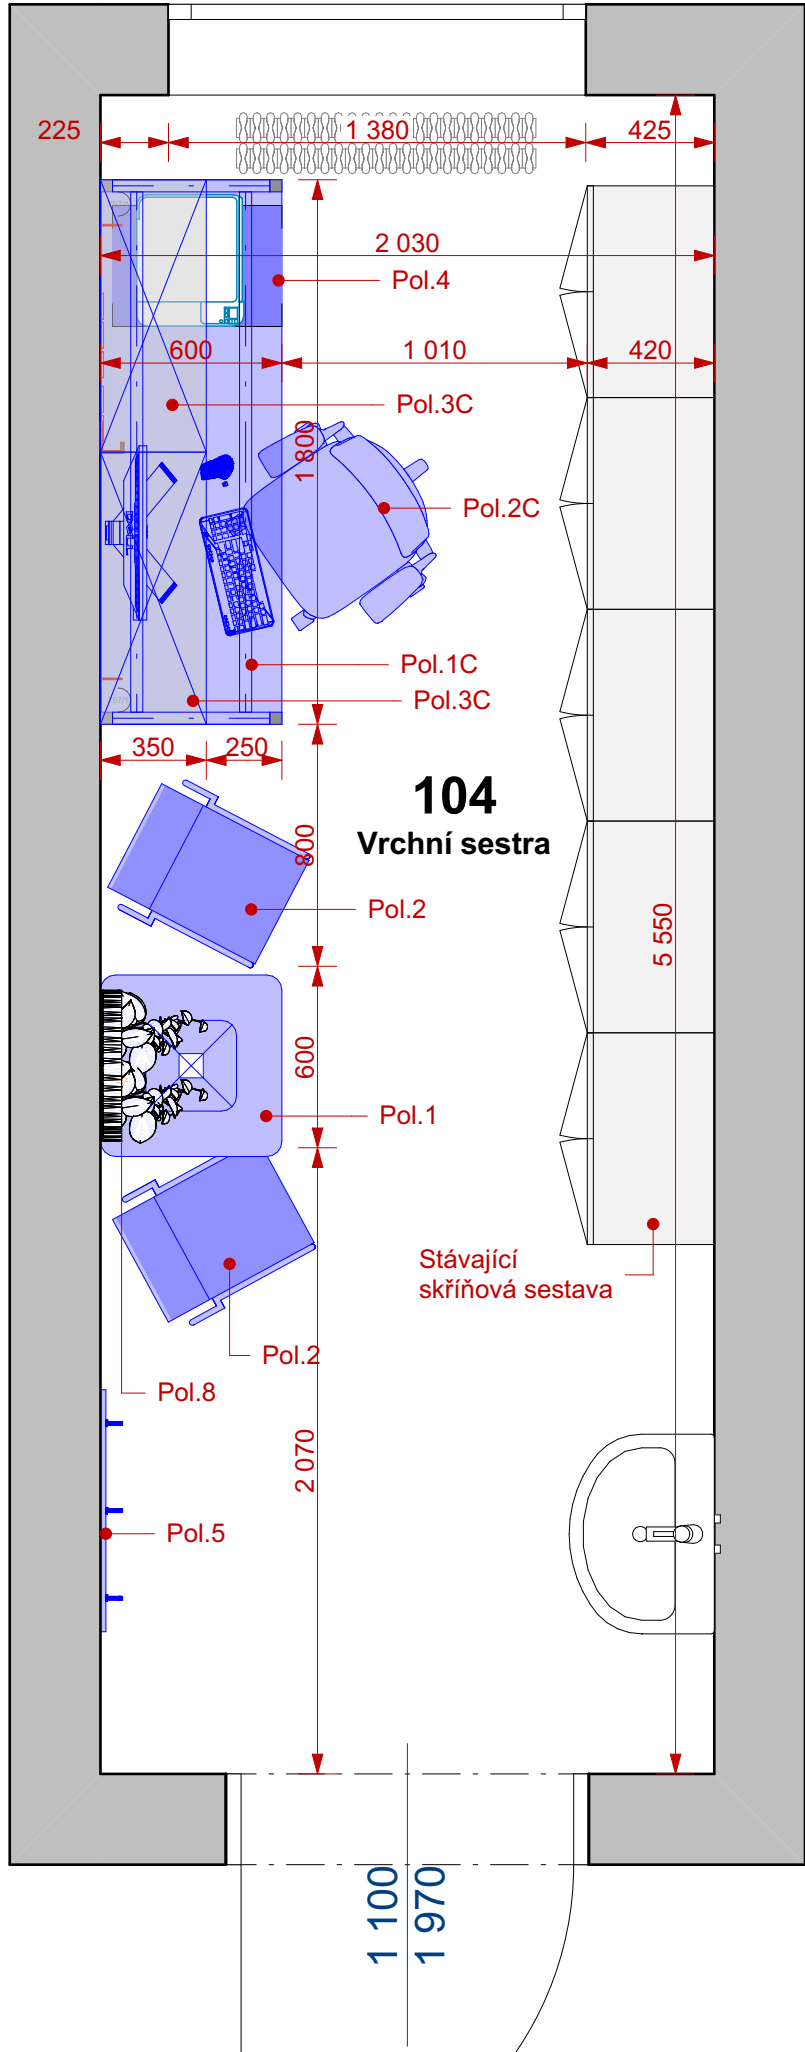 225
1 380
425
2 030
Pol.4
600
1 010
420
Pol.3C
1 800
Pol.2C
Pol.1C
Pol.3C
350
250
104
Vrchní sestra
800
Pol.2
5 550
600
Pol.1
Stávající
skříňová sestava
Pol.2
Pol.8
2 070
Pol.5
1 100
1 970